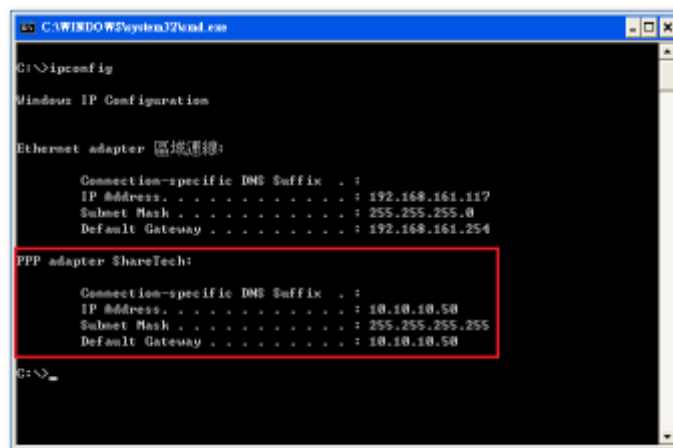 C:\WINDOWS\system32\cmd.exe
C:\>ipconfig
Windows IP Configuration
Ethernet adapter 區域連線:
Connection-specific DNS Suffix . :
IP Address. . . . . . . . . . . . : 192.168.161.117
Subnet Mask . . . . . . . . . . . : 255.255.255.0
Default Gateway . . . . . . . . . : 192.168.161.254
PPP adapter ShareTech:
Connection-specific DNS Suffix . :
IP Address. . . . . . . . . . . . : 10.10.10.50
Subnet Mask . . . . . . . . . . . : 255.255.255.255
Default Gateway . . . . . . . . . : 10.10.10.50
C:\>_